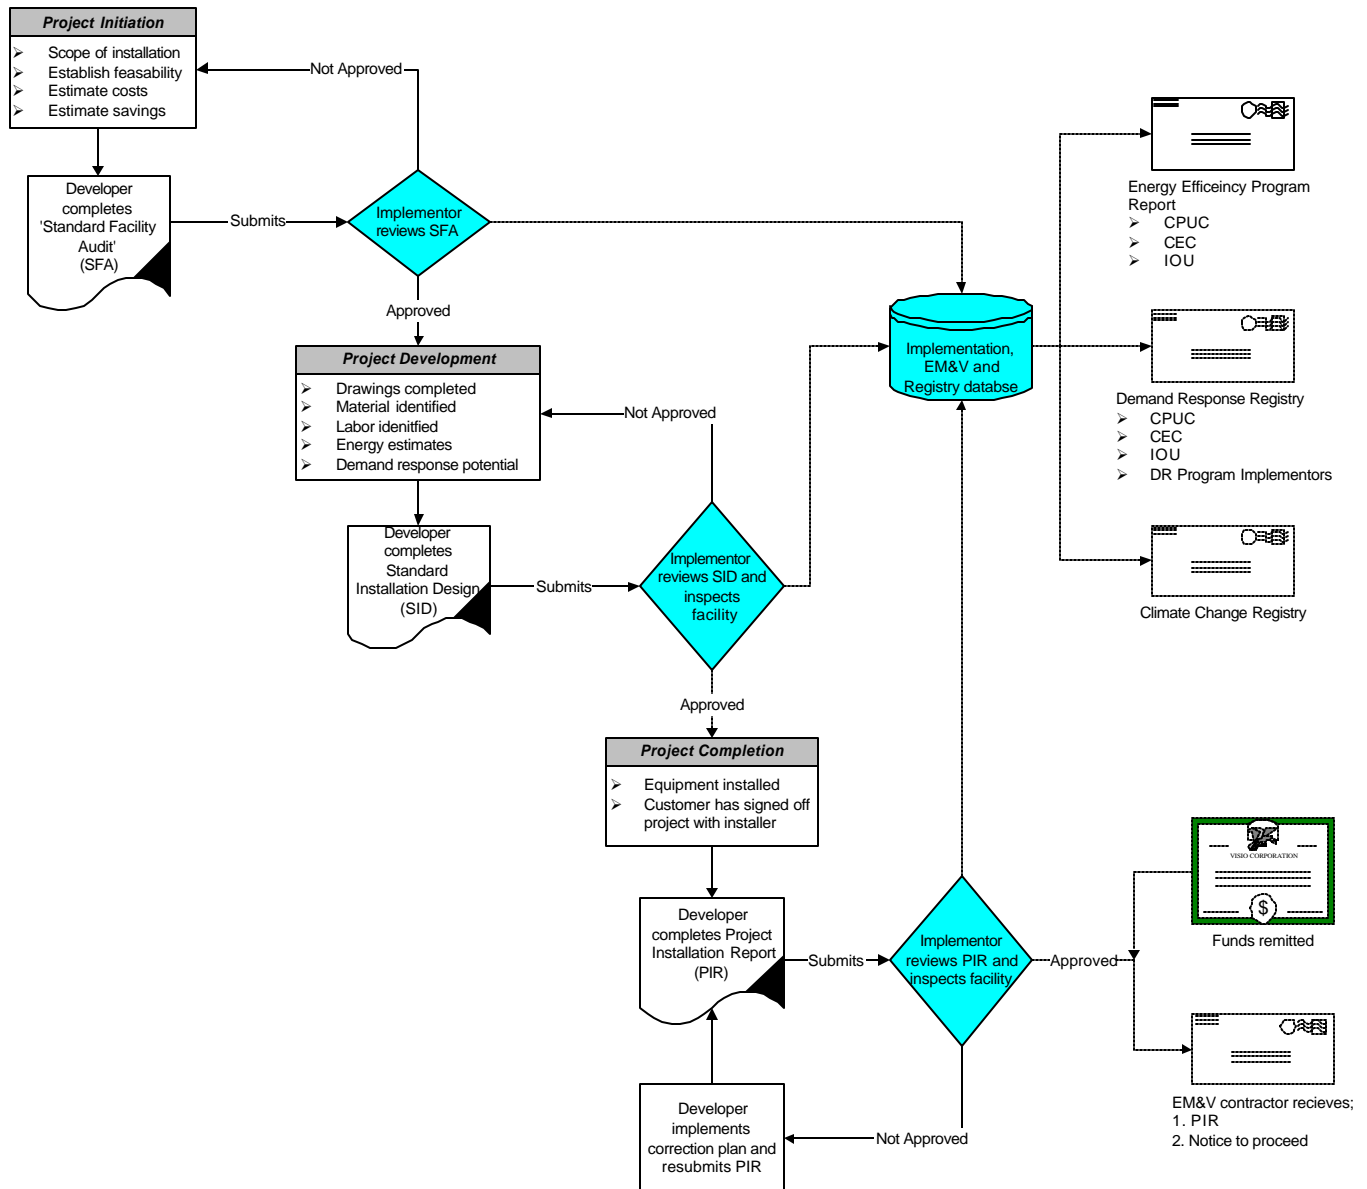 Project Initiation
Scope of installation
Establish feasability
Estimate costs
Estimate savings
Not Approved
Developer
completes
'Standard Facility
Audit'
(SFA)
Submits
Implementor
reviews SFA
Approved
Project Development
Drawings completed
Material identified
Labor idenitfied
Energy estimates
Demand response potential
Not Approved
Developer
completes
Standard
Installation Design
(SID)
Submits
Implementor
reviews SID and
inspects
facility
Approved
Project Completion
Equipment installed
Customer has signed off
project with installer
Developer
completes Project
Installation Report
(PIR)
Submits
Implementor
reviews PIR and
inspects facility
Approved
Not Approved
Developer
implements
correction plan and
resubmits PIR
Implementation,
EM&V and
Registry databse
Energy Efficeincy Program
Report
CPUC
CEC
IOU
Demand Response Registry
CPUC
CEC
IOU
DR Program Implementors
Climate Change Registry
VISIO CORPORATION
$
Funds remitted
EM&V contractor recieves;
1. PIR
2. Notice to proceed